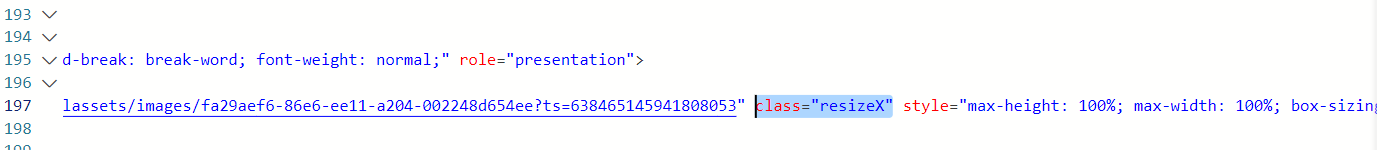 193
194
195 d-break: break-word; font-weight: normal;" role="presentation">
196
197 lassets/images/fa29aef6-86e6-ee11-a204-002248d654ee?ts=638465145941808053" class="resizeX" style="max-height: 100%; max-width: 100%; box-sizing
198
199